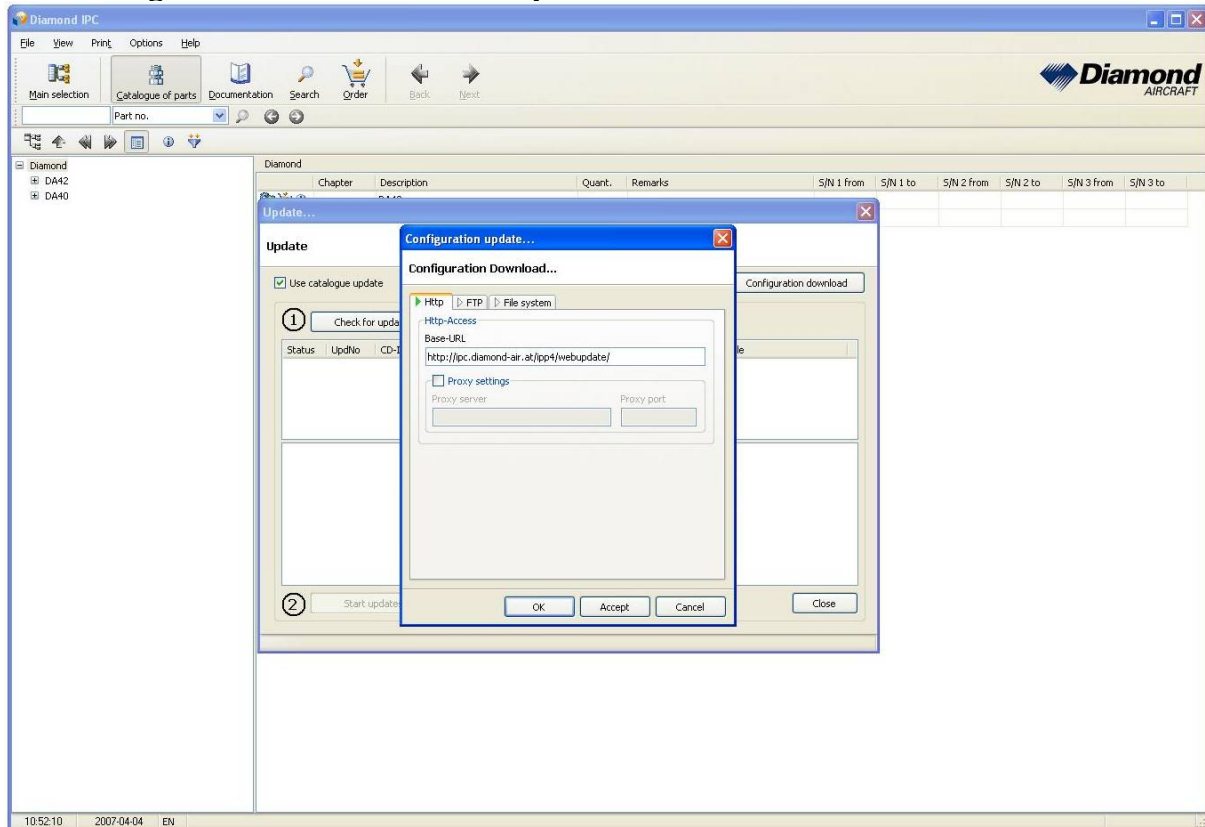 Diamond IPC
File View Print Options Help
Main selection Catalogue of parts Documentation Search Order Back Next
Diamond
AIRCRAFT
Part no.
Diamond
DA42
DA40
Diamond
Chapter Description Quant. Remarks S/N 1 from S/N 1 to S/N 2 from S/N 2 to S/N 3 from S/N 3 to
Update...
Update
Use catalogue update
Configuration download
1 Check for upda
Status UpdNo CD-I
le
2 Start update
Close
Configuration update...
Configuration Download...
Http FTP File system
Http-Access
Base-URL
http://ipc.diamond-air.at/ipp4/webupdate/
Proxy settings
Proxy server Proxy port
OK Accept Cancel
10:52:10 2007-04-04 EN